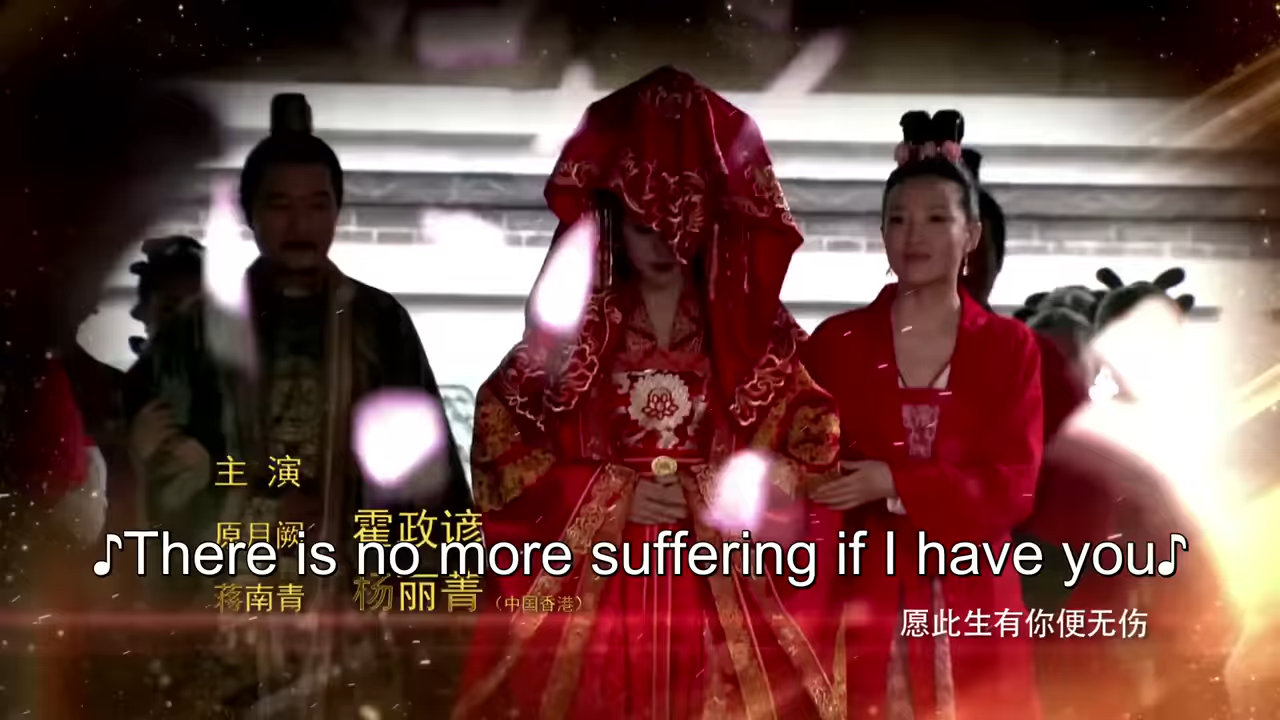 主 演
原月阙 霍政谚
♪There is no more suffering if I have you♪
蒋南青 杨丽菁 (中国香港)
愿此生有你便无伤